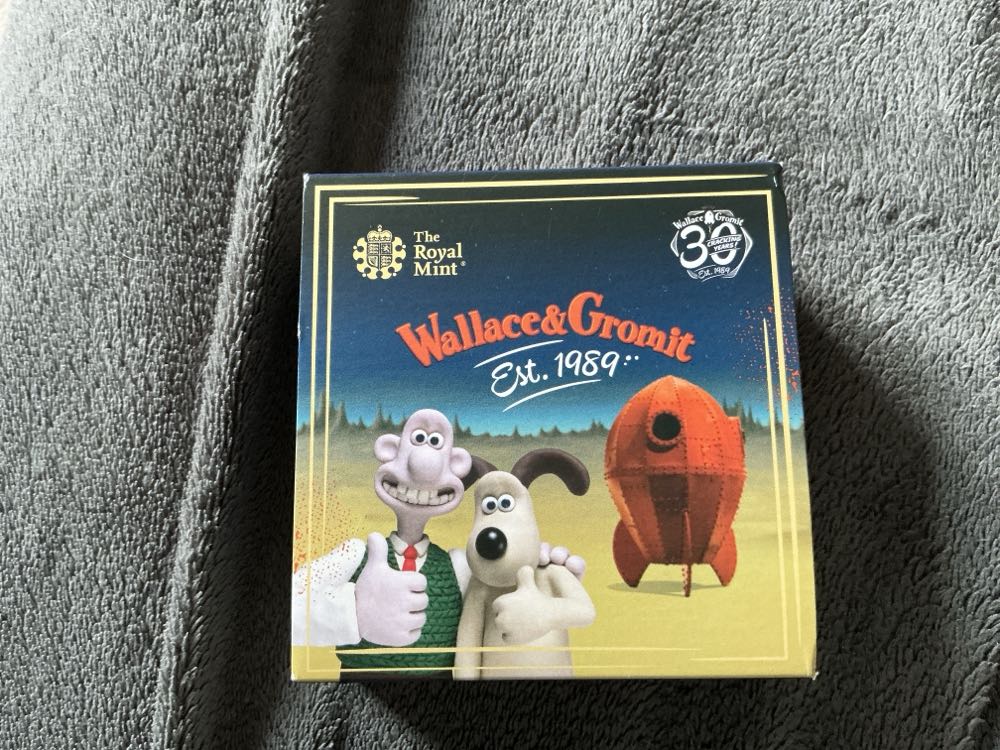 The
Royal
Mint®
Wallace Gromit
30
CRACKING
YEARS!
Est. 1989
Wallace & Gromit
Est. 1989